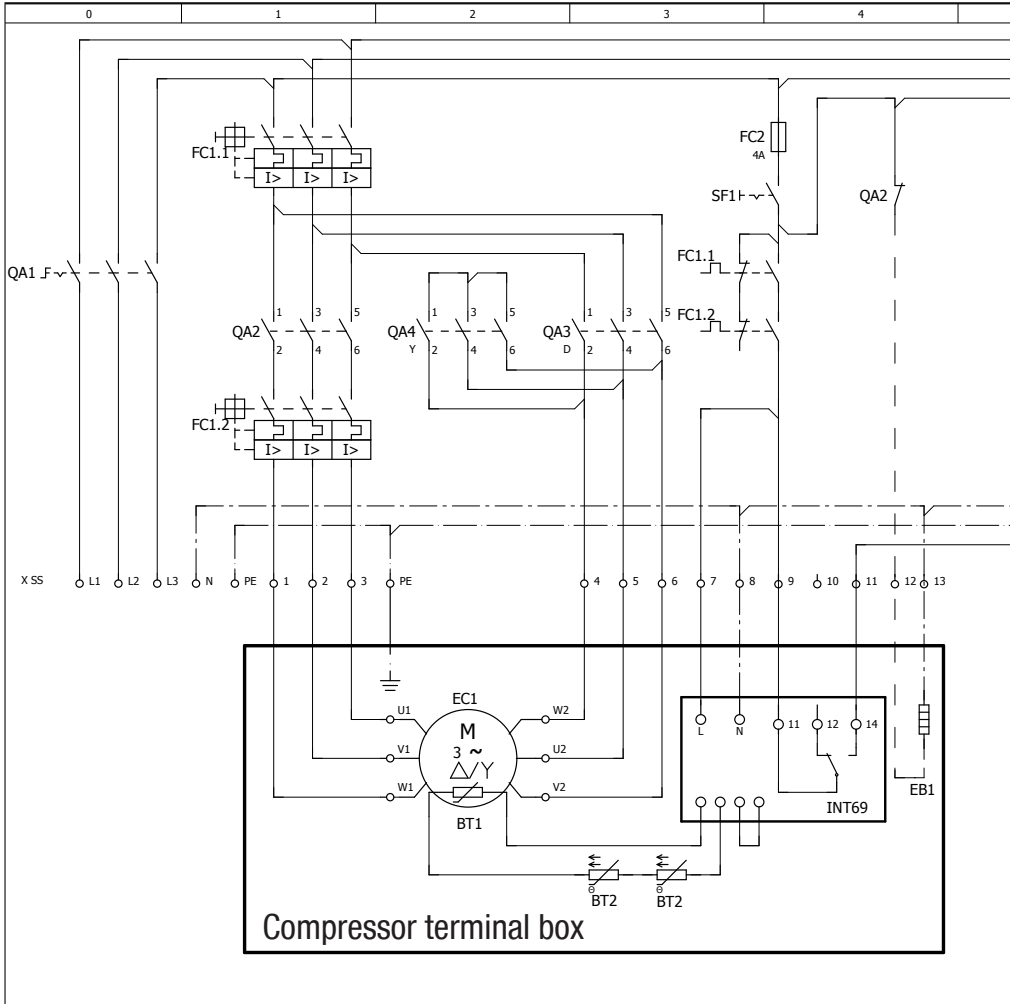 0 1 2 3 4
FC1.1
I> I> I>
FC2
4A
SF1
QA2
QA1
FC1.1
1 3 5
QA2
2 4 6
1 3 5
QA4
Y 2 4 6
1 3 5
QA3
D 2 4 6
FC1.2
FC1.2
I> I> I>
X SS L1 L2 L3 N PE 1 2 3 PE 4 5 6 7 8 9 10 11 12 13
EC1
U1 W2
M
V1 3 ~ U2
Y
W1 V2
BT1
L N 11 12 14
INT69
EB1
Θ Θ
BT2 BT2
Compressor terminal box